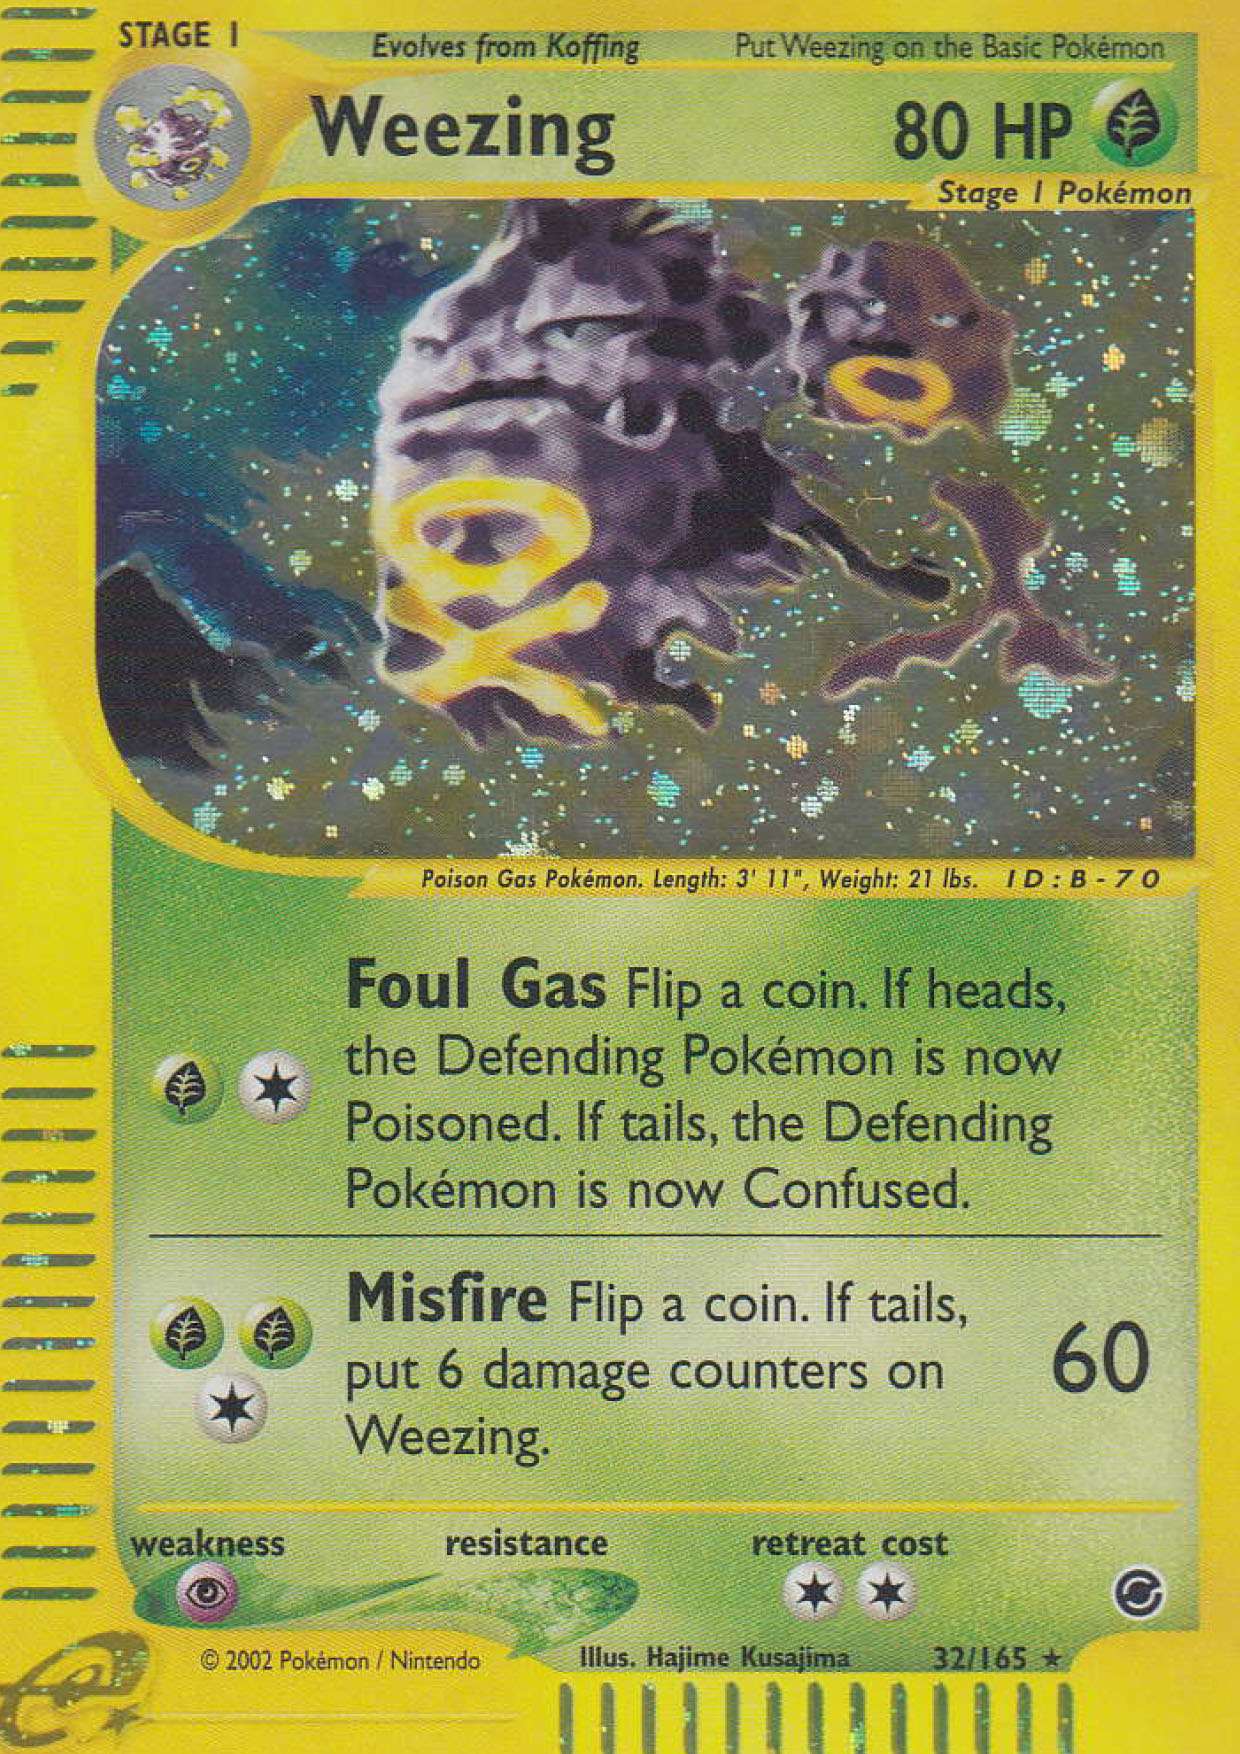 STAGE 1
Evolves from Koffing
Put Weezing on the Basic Pokémon
Weezing
80 HP
Stage 1 Pokémon
Poison Gas Pokémon. Length: 3' 11", Weight: 21 lbs. ID:B-70
Foul Gas Flip a coin. If heads,
the Defending Pokémon is now
Poisoned. If tails, the Defending
Pokémon is now Confused.
Misfire Flip a coin. If tails,
put 6 damage counters on
Weezing.
60
weakness
resistance
retreat cost
© 2002 Pokémon / Nintendo
Illus. Hajime Kusajima
32/165 ★
e